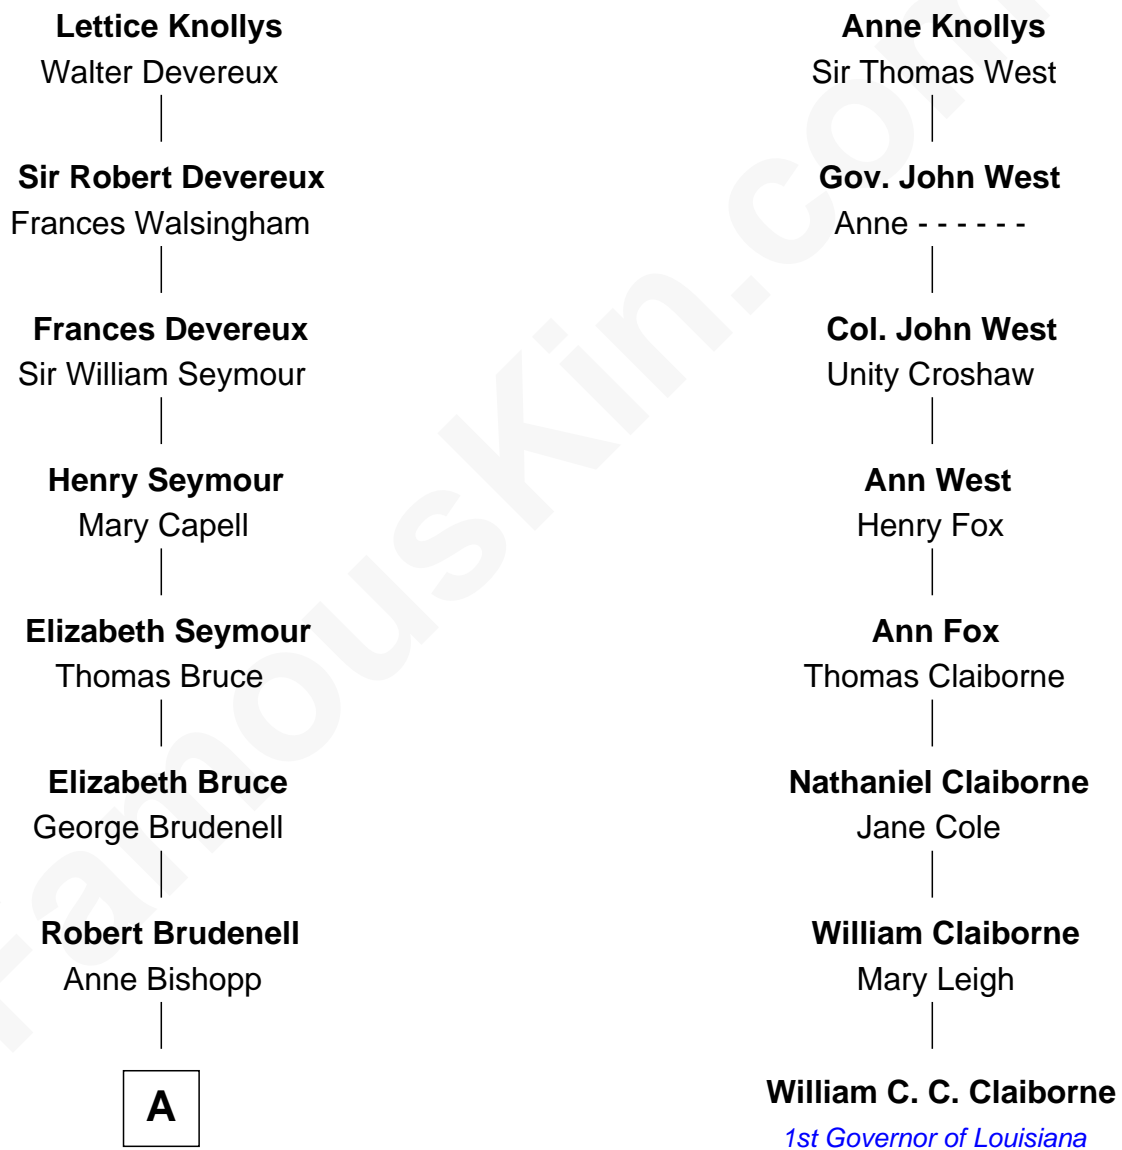 Lettice Knollys
Walter Devereux
Sir Robert Devereux
Frances Walsingham
Frances Devereux
Sir William Seymour
Henry Seymour
Mary Capell
Elizabeth Seymour
Thomas Bruce
Elizabeth Bruce
George Brudenell
Robert Brudenell
Anne Bishopp
A
Anne Knollys
Sir Thomas West
Gov. John West
Anne - - - - - -
Col. John West
Unity Croshaw
Ann West
Henry Fox
Ann Fox
Thomas Claiborne
Nathaniel Claiborne
Jane Cole
William Claiborne
Mary Leigh
William C. C. Claiborne
1st Governor of Louisiana
FamousKin.com